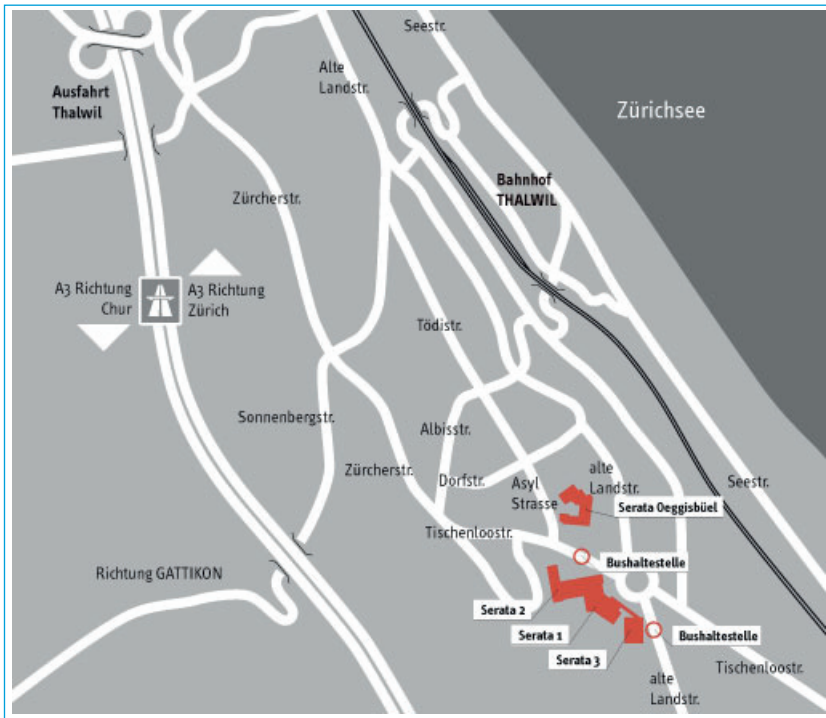 Seestr.
Alte
Landstr.
Ausfahrt
Thalwil
Zürichsee
Bahnhof
THALWIL
Zürcherstr.
A3 Richtung
Chur
A3 Richtung
Zürich
Tödistr.
Sonnenbergstr.
Albisstr.
Zürcherstr.
Dorfstr.
Asyl
Strasse
alte
Landstr.
Seestr.
Serata Oeggisbüel
Tischenloostr.
Bushaltestelle
Richtung GATTIKON
Serata 2
Serata 1
Bushaltestelle
Serata 3
Tischenloostr.
alte
Landstr.